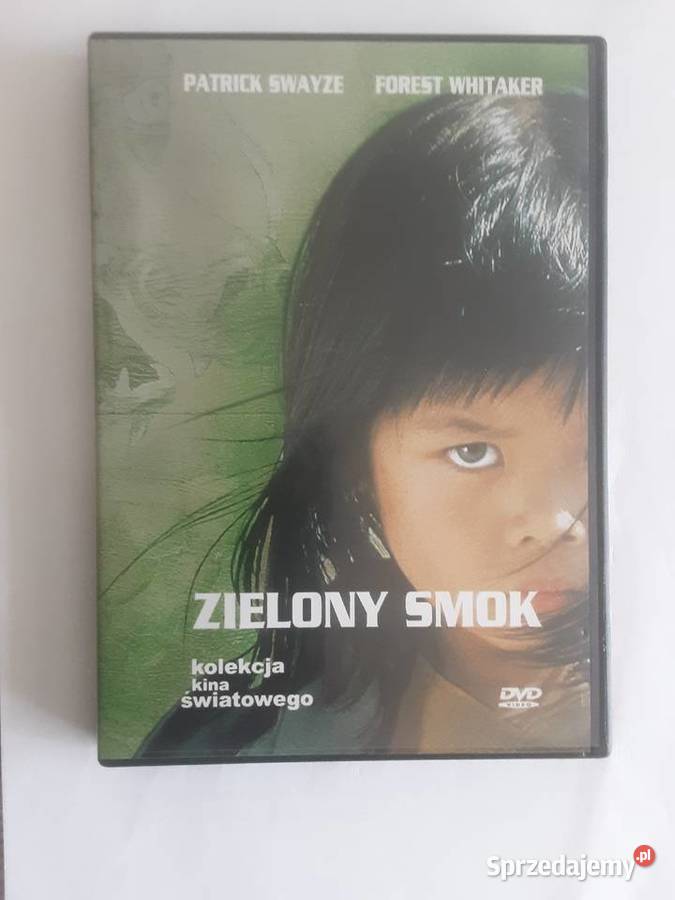 PATRICK SWAYZE FOREST WHITAKER
ZIELONY SMOK
kolekcja
kina
światowego
DVD
VIDEO
Sprzedajemy.pl